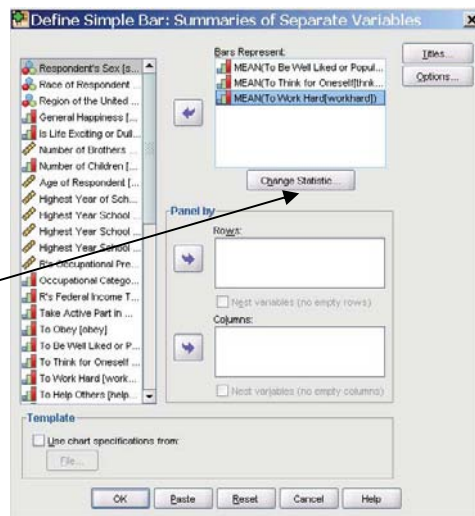 Define Simple Bar: Summaries of Separate Variables
Respondent's Sex [s...
Race of Respondent ...
Region of the United ...
General Happiness [...
Is Life Exciting or Dull...
Number of Brothers ...
Number of Children [...
Age of Respondent [...
Highest Year of Sch...
Highest Year School ...
Highest Year School ...
Highest Year School ...
R's Occupational Pre...
Occupational Catego...
R's Federal Income T...
Take Active Part in ...
To Obey [obey]
To Be Well Liked or P...
To Think for Oneself ...
To Work Hard [work...
To Help Others [help...
Bars Represent:
MEAN(To Be Well Liked or Popul...
MEAN(To Think for Oneself[thnk...
MEAN(To Work Hard[workhard])
Change Statistic...
Titles...
Options...
Panel by
Rows:
Nest variables (no empty rows)
Columns:
Nest variables (no empty columns)
Template
Use chart specifications from:
File...
OK Paste Reset Cancel Help